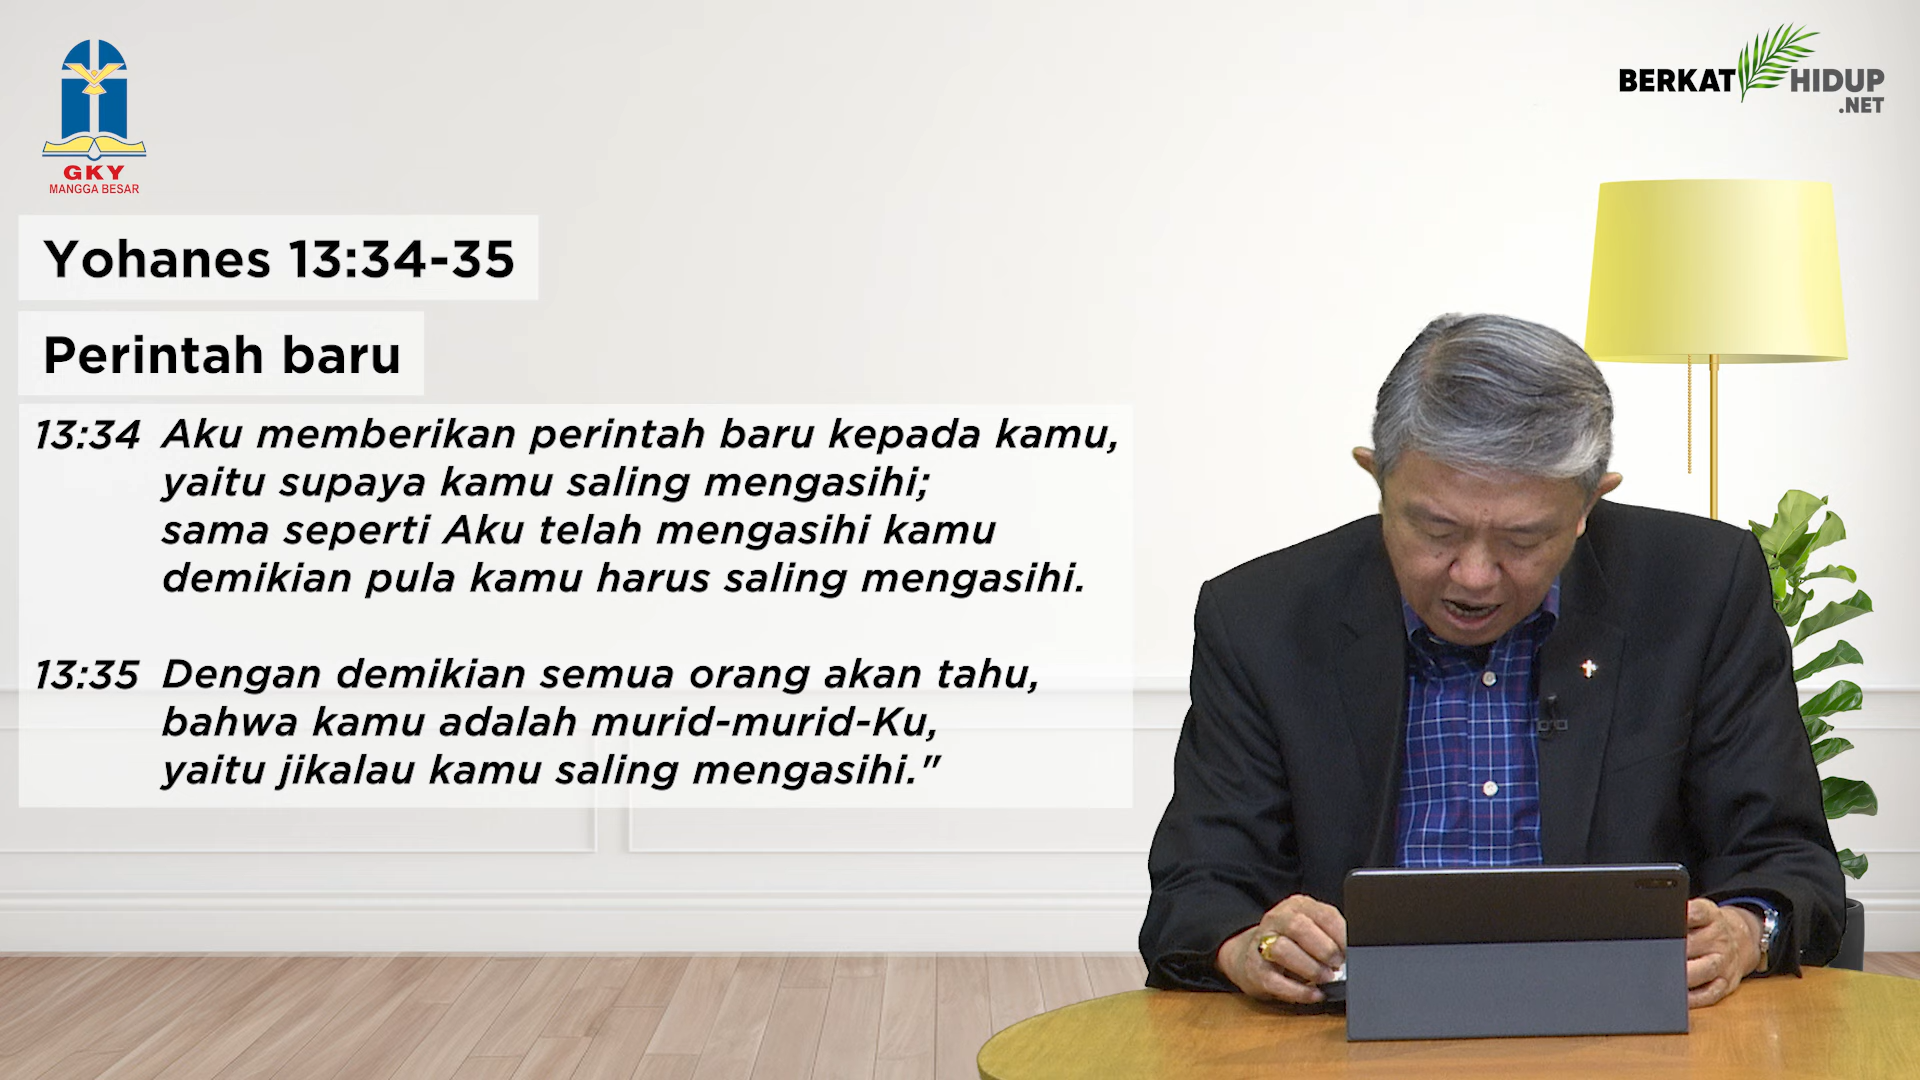 GKY
MANGGA BESAR
BERKAT HIDUP
.NET
Yohanes 13:34-35
Perintah baru
13:34 Aku memberikan perintah baru kepada kamu,
yaitu supaya kamu saling mengasihi;
sama seperti Aku telah mengasihi kamu
demikian pula kamu harus saling mengasihi.
13:35 Dengan demikian semua orang akan tahu,
bahwa kamu adalah murid-murid-Ku,
yaitu jikalau kamu saling mengasihi."